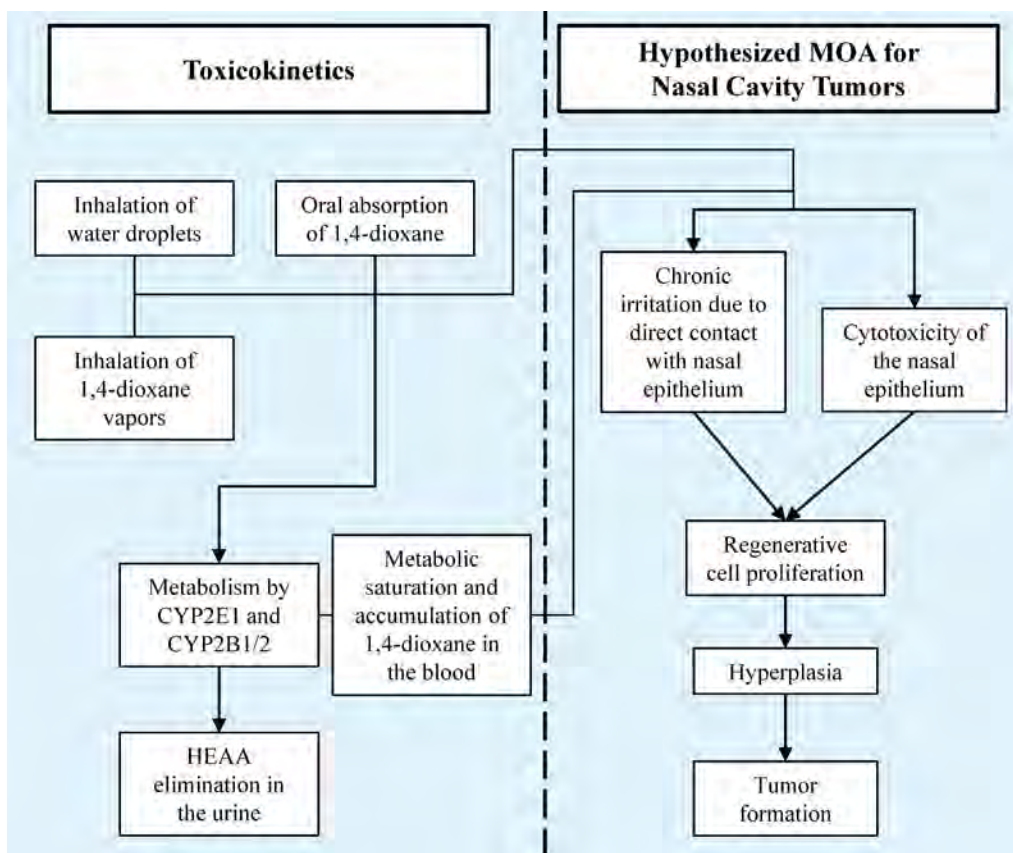 Toxicokinetics
Hypothesized MOA for
Nasal Cavity Tumors
Inhalation of
water droplets
Oral absorption
of 1,4-dioxane
Inhalation of
1,4-dioxane
vapors
Metabolism by
CYP2E1 and
CYP2B1/2
Metabolic
saturation and
accumulation of
1,4-dioxane in
the blood
HEAA
elimination in
the urine
Chronic
irritation due to
direct contact
with nasal
epithelium
Cytotoxicity of
the nasal
epithelium
Regenerative
cell proliferation
Hyperplasia
Tumor
formation